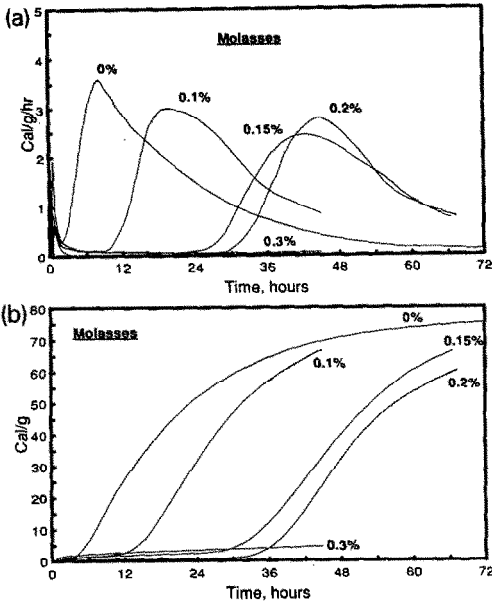 (a)
Molasses
Cal/g/hr
5
4
3
2
1
0
0%
0.1%
0.2%
0.15%
0.3%
0 12 24 36 48 60 72
Time, hours
(b)
Molasses
Cal/g
80
70
60
50
40
30
20
10
0
0%
0.15%
0.1%
0.2%
0.3%
0 12 24 36 48 60 72
Time, hours